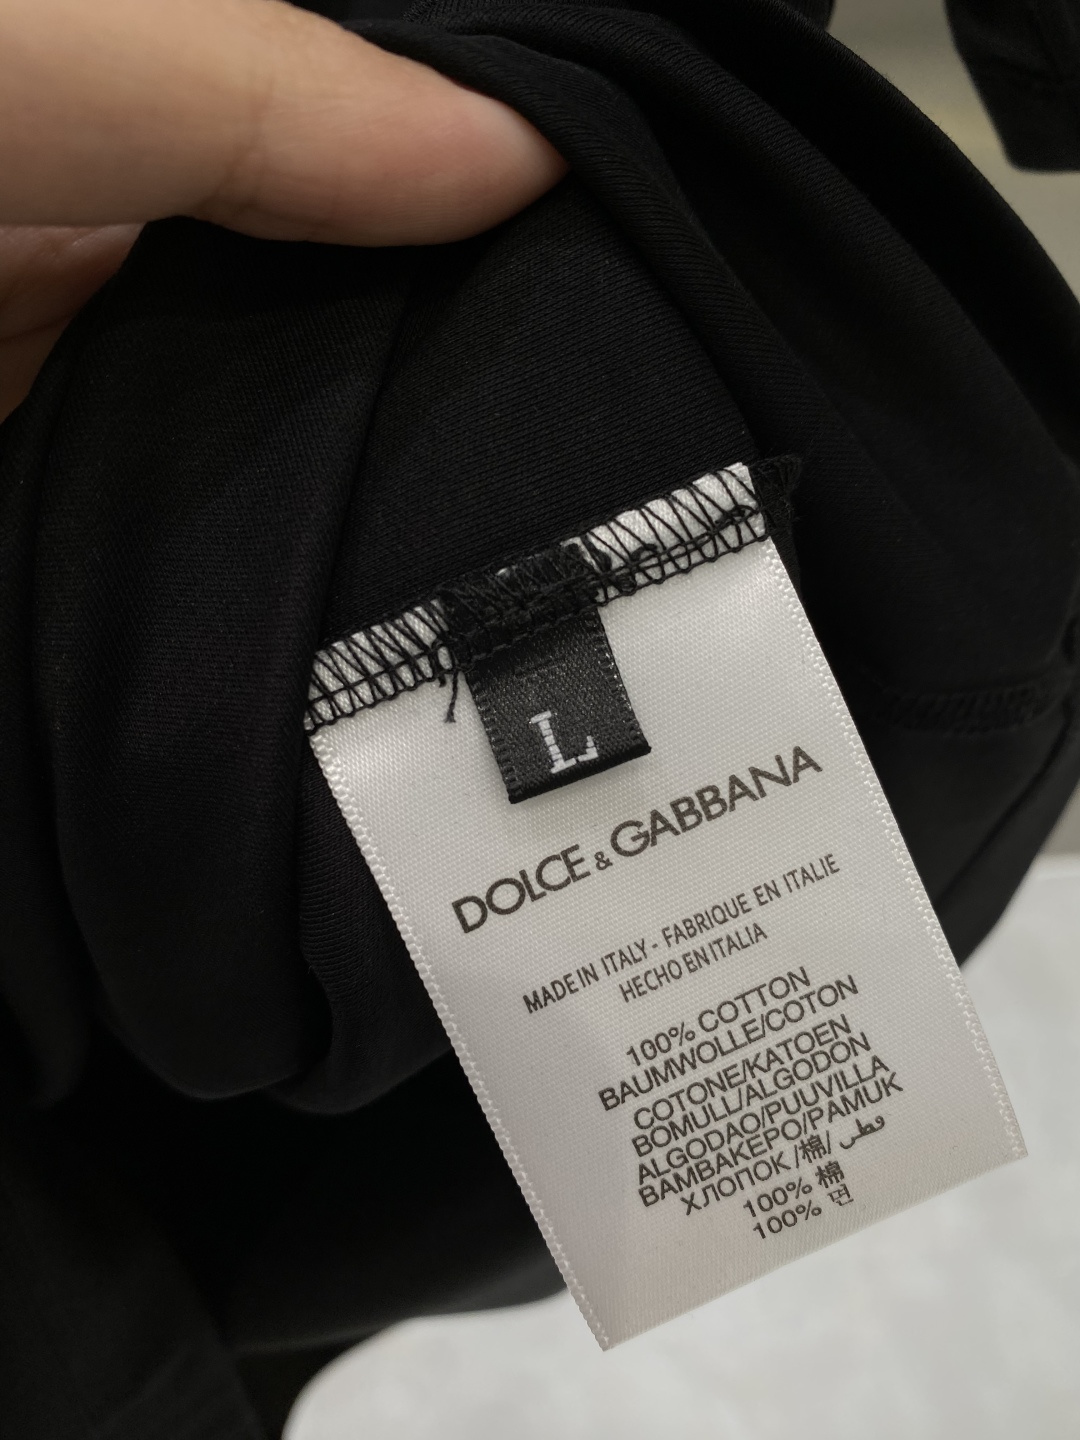 L
DOLCE & GABBANA
MADE IN ITALY - FABRIQUE EN ITALIE
HECHO EN ITALIA
100% COTTON
BAUMWOLLE/COTON
COTONE/KATOEN
BOMULL/ALGODON
ALGODAO/PUUVILLA
BAMBAKEPO/PAMUK
ХЛОПОК /棉/ قطن
100% 棉
100% 면